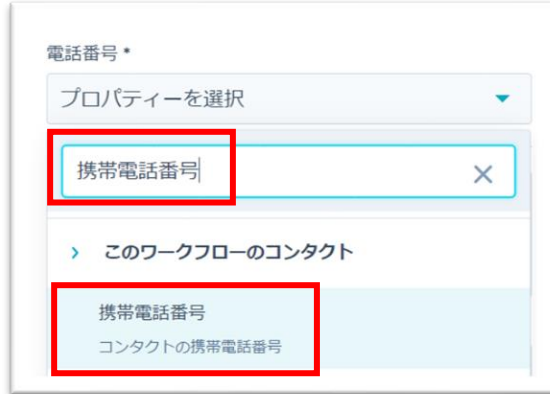 電話番号 *
プロパティーを選択
携帯電話番号
このワークフローのコンタクト
携帯電話番号
コンタクトの携帯電話番号